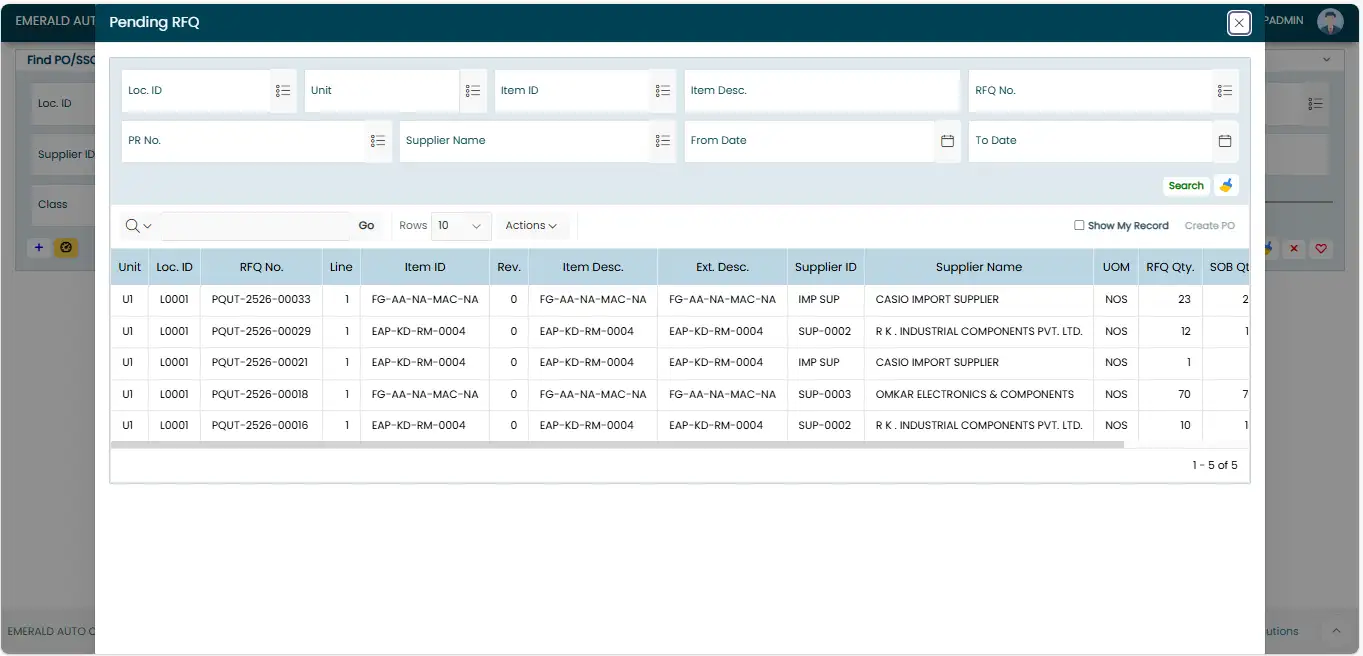 EMERALD AUT Pending RFQ PADMIN
Find PO/SSO
Loc. ID Unit Item ID Item Desc. RFQ No.
Loc. ID
PR No. Supplier Name From Date To Date
Supplier ID
Search
Class
Go Rows 10 Actions Show My Record Create PO
Unit Loc. ID RFQ No. Line Item ID Rev. Item Desc. Ext. Desc. Supplier ID Supplier Name UOM RFQ Qty. SOB Qt
U1 L0001 PQUT-2526-00033 1 FG-AA-NA-MAC-NA 0 FG-AA-NA-MAC-NA FG-AA-NA-MAC-NA IMP SUP CASIO IMPORT SUPPLIER NOS 23 2
U1 L0001 PQUT-2526-00029 1 EAP-KD-RM-0004 0 EAP-KD-RM-0004 EAP-KD-RM-0004 SUP-0002 R K . INDUSTRIAL COMPONENTS PVT. LTD. NOS 12 1
U1 L0001 PQUT-2526-00021 1 EAP-KD-RM-0004 0 EAP-KD-RM-0004 EAP-KD-RM-0004 IMP SUP CASIO IMPORT SUPPLIER NOS 1
U1 L0001 PQUT-2526-00018 1 FG-AA-NA-MAC-NA 0 FG-AA-NA-MAC-NA FG-AA-NA-MAC-NA SUP-0003 OMKAR ELECTRONICS & COMPONENTS NOS 70 7
U1 L0001 PQUT-2526-00016 1 EAP-KD-RM-0004 0 EAP-KD-RM-0004 EAP-KD-RM-0004 SUP-0002 R K . INDUSTRIAL COMPONENTS PVT. LTD. NOS 10 1
1 - 5 of 5
EMERALD AUTO C utions